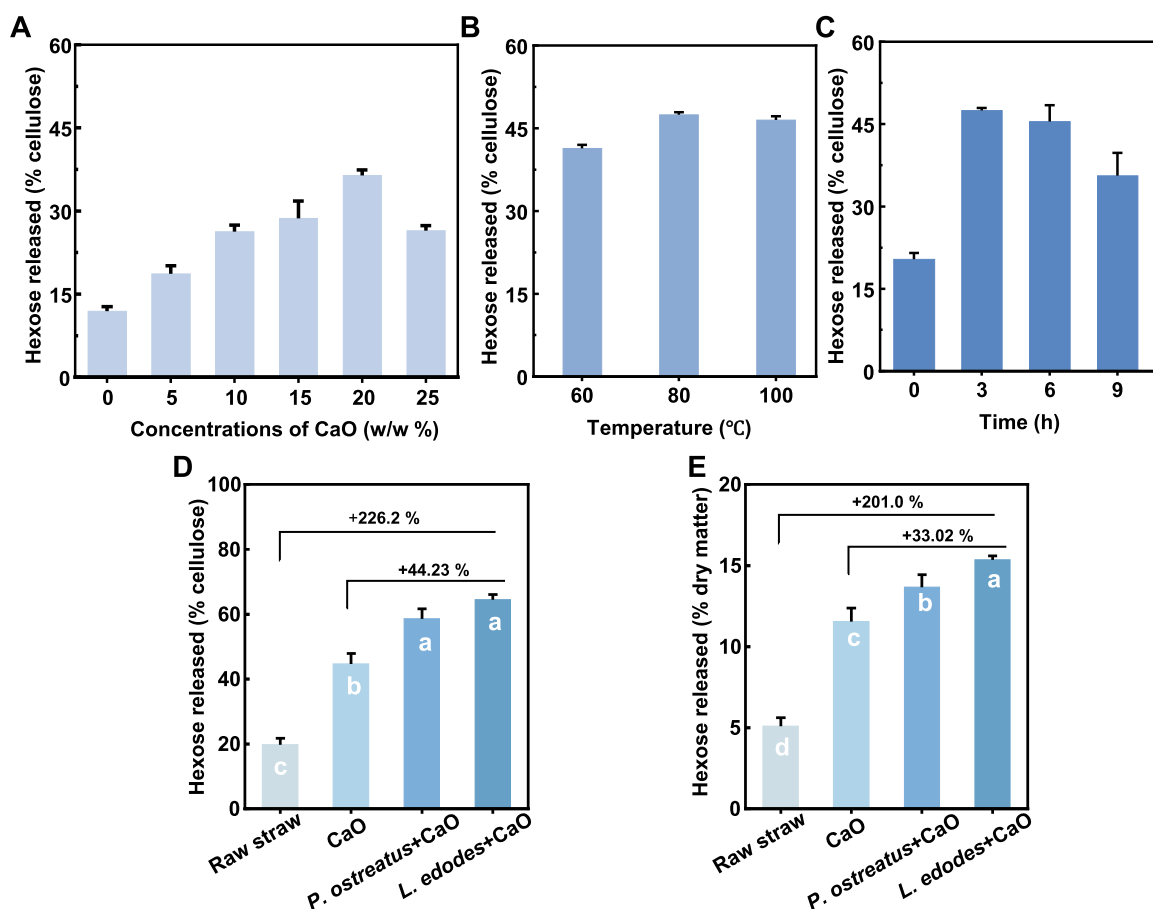 A
Hexose released (% cellulose)
60
45
30
15
0
0 5 10 15 20 25
Concentrations of CaO (w/w %)
B
Hexose released (% cellulose)
60
45
30
15
0
60 80 100
Temperature (℃)
C
Hexose released (% cellulose)
60
45
30
15
0
0 3 6 9
Time (h)
D
Hexose released (% cellulose)
100
80
60
40
20
0
+226.2 %
+44.23 %
c b a a
Raw straw
CaO
P. ostreatus+CaO
L. edodes+CaO
E
Hexose released (% dry matter)
20
15
10
5
0
+201.0 %
+33.02 %
d c b a
Raw straw
CaO
P. ostreatus+CaO
L. edodes+CaO